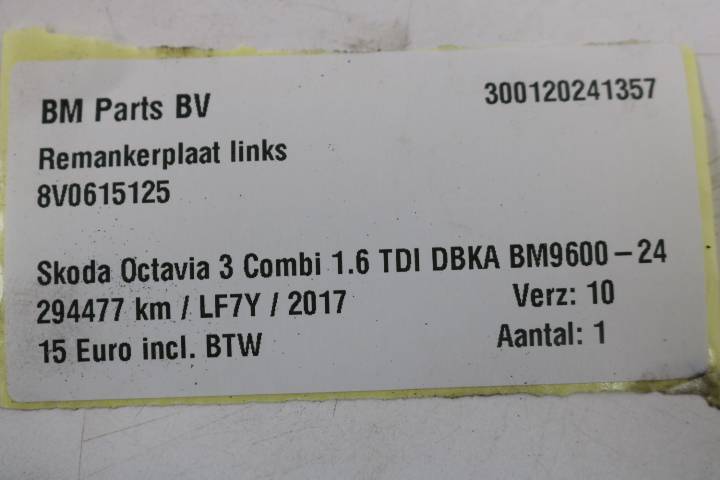 BM Parts BV 300120241357
Remankerplaat links
8V0615125
Skoda Octavia 3 Combi 1.6 TDI DBKA BM9600-24
294477 km / LF7Y / 2017 Verz: 10
15 Euro incl. BTW Aantal: 1